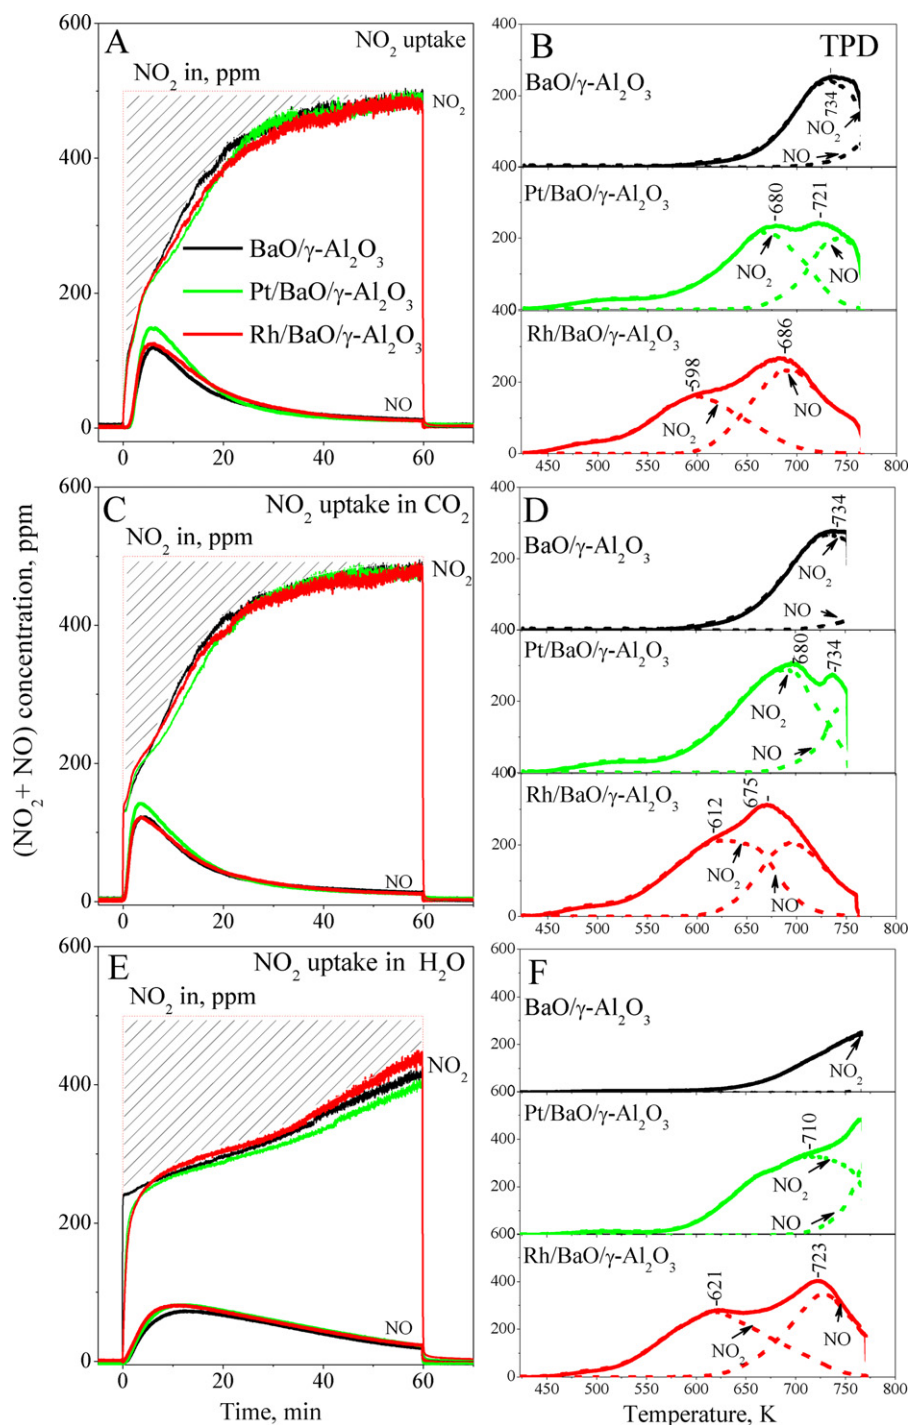 (NO₂+ NO) concentration, ppm
A
NO₂ uptake
NO₂ in, ppm
600
400
200
0
NO₂
BaO/γ-Al₂O₃
Pt/BaO/γ-Al₂O₃
Rh/BaO/γ-Al₂O₃
NO
0 20 40 60
B
TPD
400
200
BaO/γ-Al₂O₃
734
NO₂
NO
400
Pt/BaO/γ-Al₂O₃
680
721
200
NO₂
NO
400
Rh/BaO/γ-Al₂O₃
598
686
200
NO₂
NO
0
450 500 550 600 650 700 750 800
C
NO₂ uptake in CO₂
NO₂ in, ppm
600
400
200
0
NO₂
NO
0 20 40 60
D
400
200
BaO/γ-Al₂O₃
734
NO₂
NO
400
Pt/BaO/γ-Al₂O₃
680
734
200
NO₂
NO
400
Rh/BaO/γ-Al₂O₃
612
675
200
NO₂
NO
0
450 500 550 600 650 700 750 800
E
NO₂ uptake in H₂O
NO₂ in, ppm
600
400
200
0
NO₂
NO
0 20 40 60
Time, min
F
600
400
200
BaO/γ-Al₂O₃
NO₂
600
Pt/BaO/γ-Al₂O₃
710
400
200
NO₂
NO
600
Rh/BaO/γ-Al₂O₃
621
723
400
200
NO₂
NO
0
450 500 550 600 650 700 750 800
Temperature, K